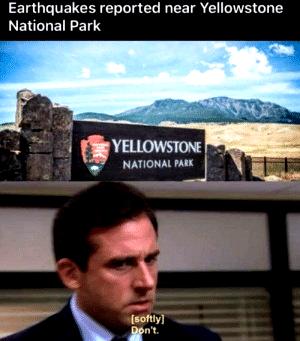 Earthquakes reported near Yellowstone
National Park
YELLOWSTONE
NATIONAL PARK
[softly]
Don't.